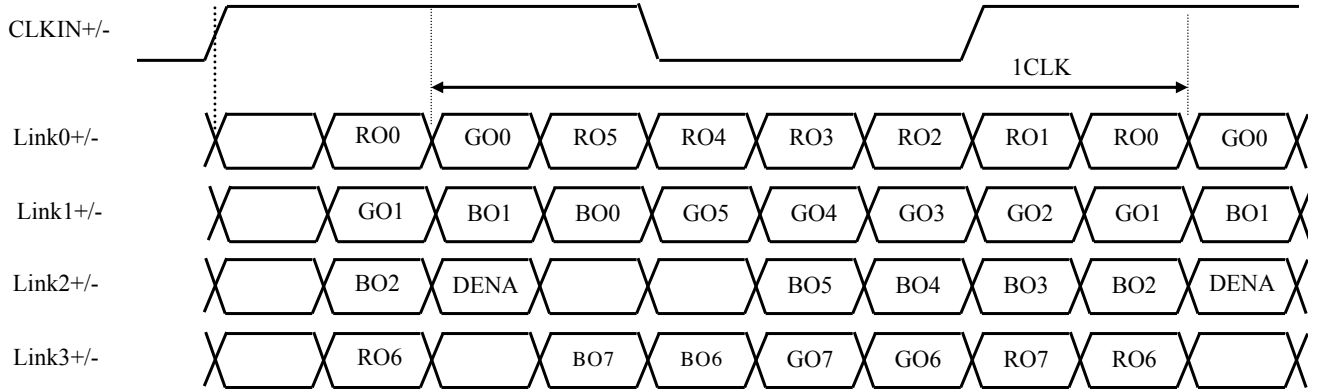 CLKIN+/-
1CLK
Link0+/- RO0 GO0 RO5 RO4 RO3 RO2 RO1 RO0 GO0
Link1+/- GO1 BO1 BO0 GO5 GO4 GO3 GO2 GO1 BO1
Link2+/- BO2 DENA BO5 BO4 BO3 BO2 DENA
Link3+/- RO6 BO7 BO6 GO7 GO6 RO7 RO6